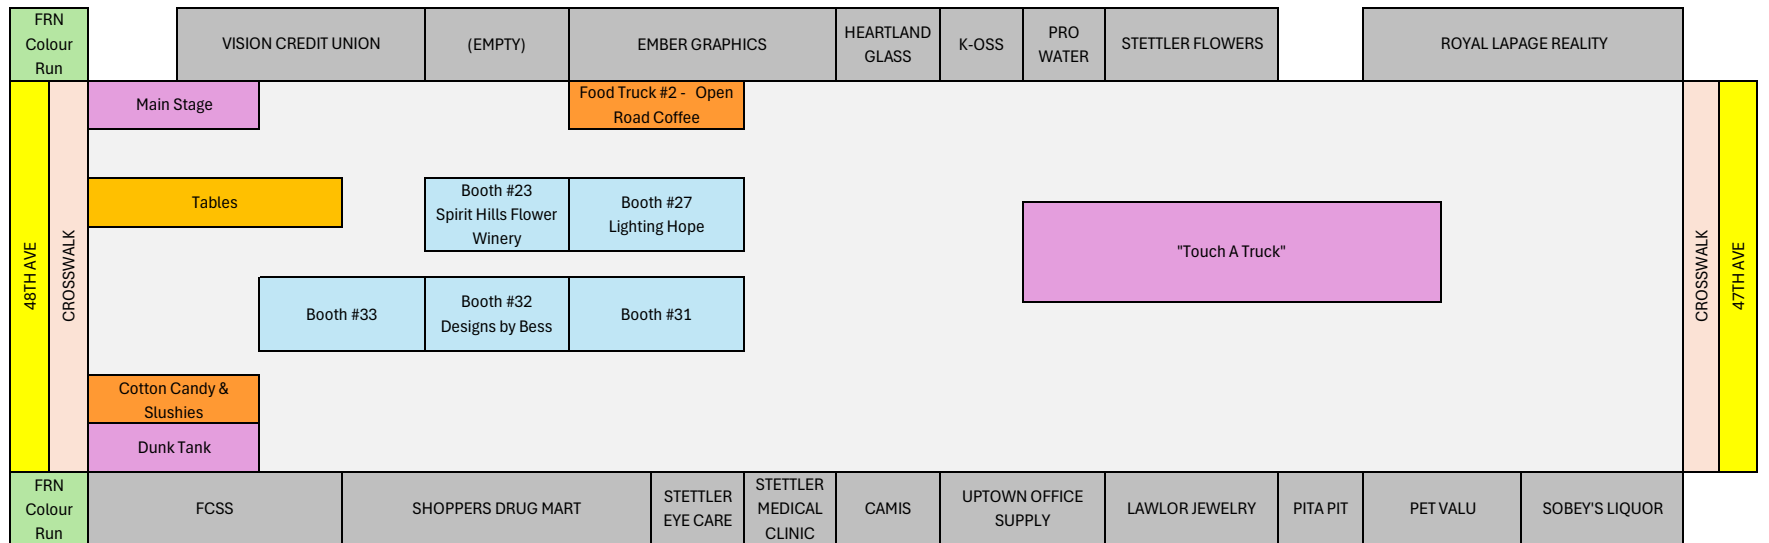 FRN
Colour
Run
VISION CREDIT UNION
(EMPTY)
EMBER GRAPHICS
HEARTLAND
GLASS
K-OSS
PRO
WATER
STETTLER FLOWERS
ROYAL LAPAGE REALITY
48TH AVE
CROSSWALK
Main Stage
Food Truck #2 - Open
Road Coffee
Tables
Booth #23
Spirit Hills Flower
Winery
Booth #27
Lighting Hope
"Touch A Truck"
Booth #33
Booth #32
Designs by Bess
Booth #31
Cotton Candy &
Slushies
Dunk Tank
CROSSWALK
47TH AVE
FRN
Colour
Run
FCSS
SHOPPERS DRUG MART
STETTLER
EYE CARE
STETTLER
MEDICAL
CLINIC
CAMIS
UPTOWN OFFICE
SUPPLY
LAWLOR JEWELRY
PITA PIT
PET VALU
SOBEY'S LIQUOR